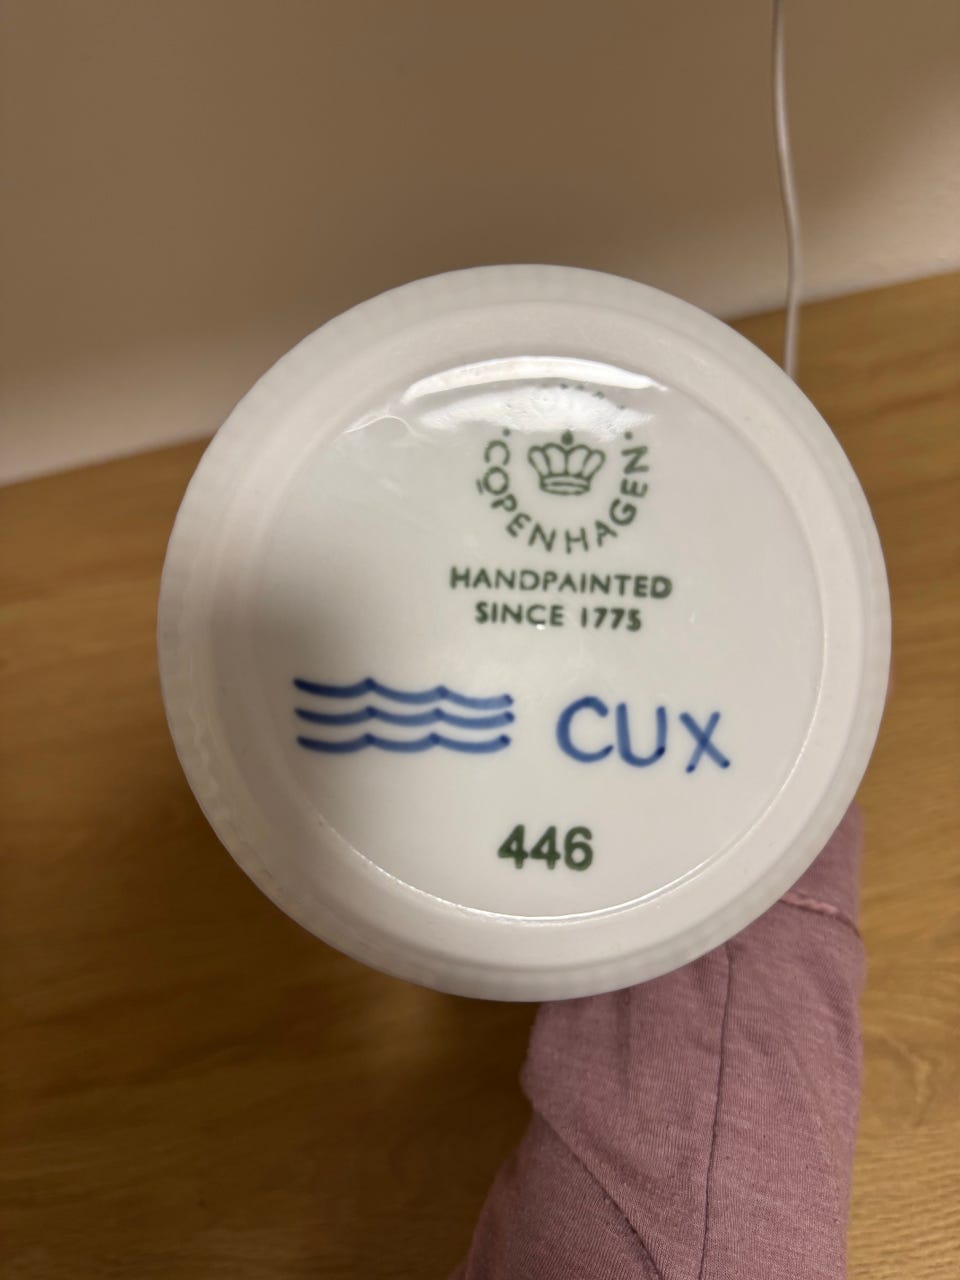 COPENHAGEN
HANDPAINTED
SINCE 1775
CUX
446